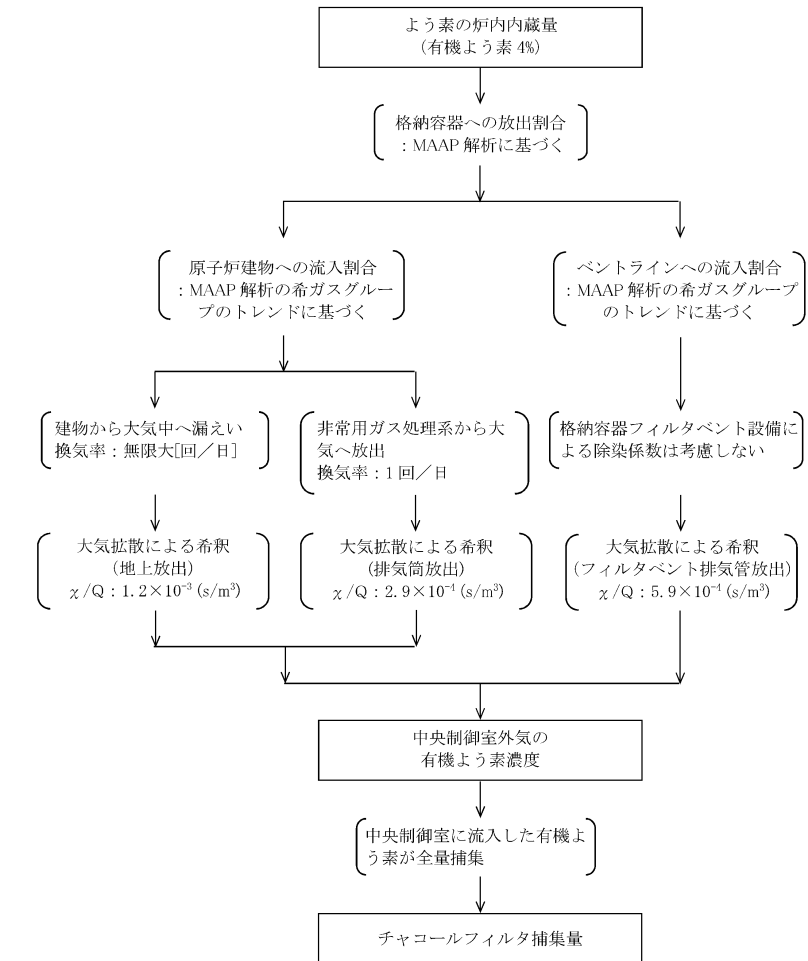 よう素の炉内内蔵量
（有機よう素 4%）
格納容器への放出割合
：MAAP 解析に基づく
原子炉建物への流入割合
：MAAP 解析の希ガスグルー
プのトレンドに基づく
ベントラインへの流入割合
：MAAP 解析の希ガスグループ
のトレンドに基づく
建物から大気中へ漏えい
換気率：無限大[回／日]
非常用ガス処理系から大
気へ放出
換気率：1 回／日
格納容器フィルタベント設備に
よる除染係数は考慮しない
大気拡散による希釈
（地上放出）
χ/Q：1.2×10⁻³ (s/m³)
大気拡散による希釈
（排気筒放出）
χ/Q：2.9×10⁻⁴ (s/m³)
大気拡散による希釈
（フィルタベント排気管放出）
χ/Q：5.9×10⁻⁴ (s/m³)
中央制御室外気の
有機よう素濃度
中央制御室に流入した有機よ
う素が全量捕集
チャコールフィルタ捕集量